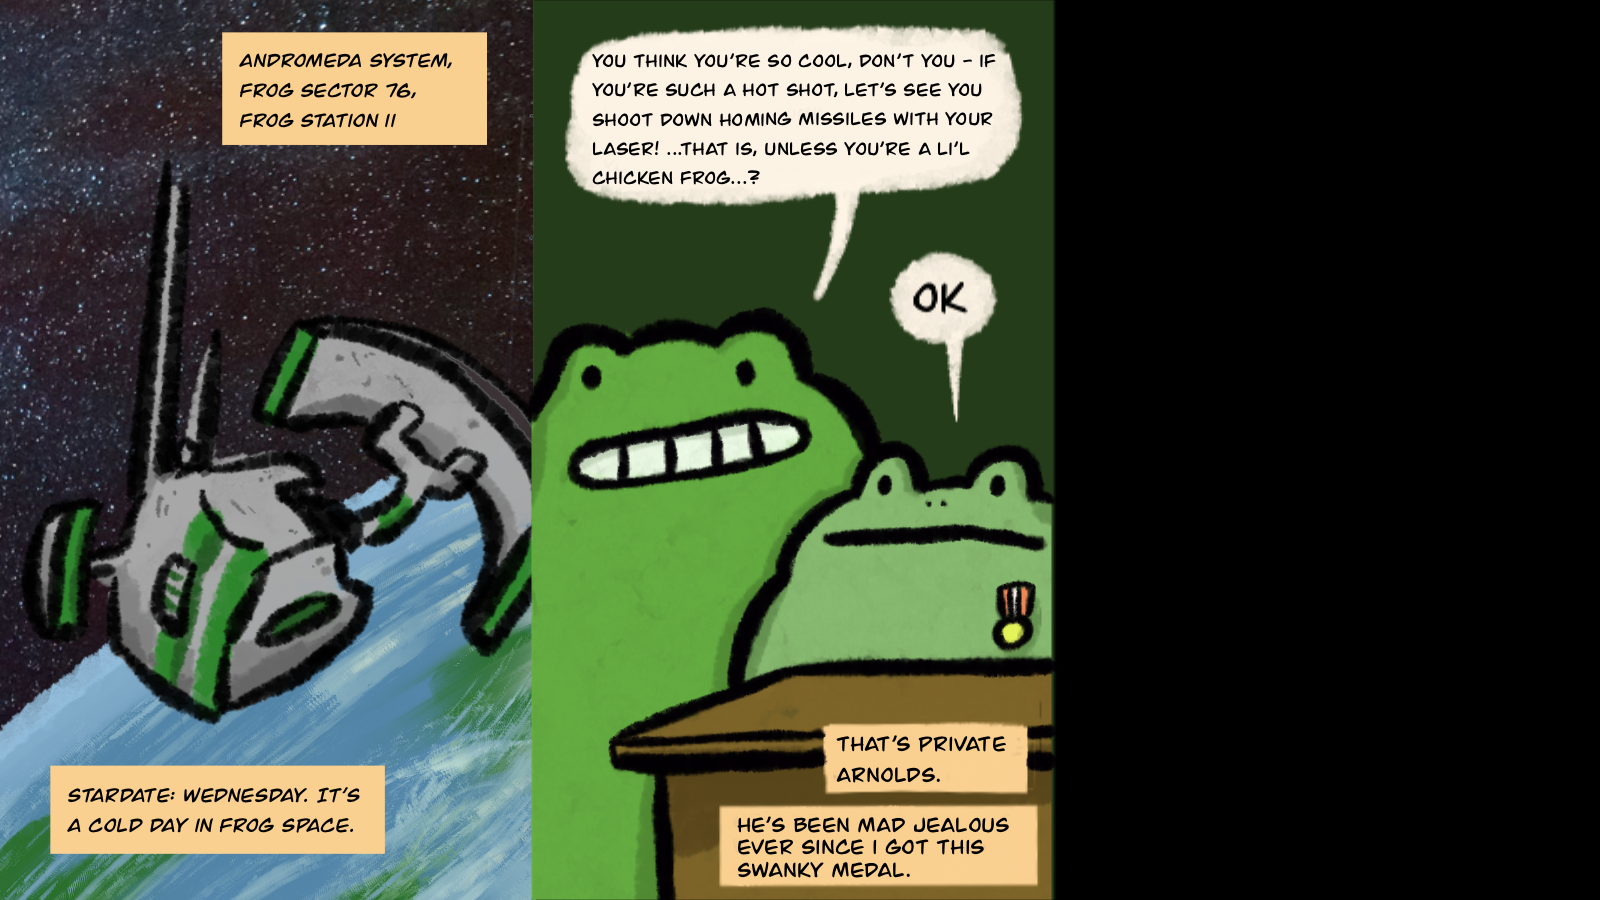 ANDROMEDA SYSTEM,
FROG SECTOR 76,
FROG STATION 11
STARDATE: WEDNESDAY. IT'S
A COLD DAY IN FROG SPACE.
YOU THINK YOU'RE SO COOL, DON'T YOU – IF
YOU'RE SUCH A HOT SHOT, LET'S SEE YOU
SHOOT DOWN HOMING MISSILES WITH YOUR
LASER! ...THAT IS, UNLESS YOU'RE A LI'L
CHICKEN FROG...?
OK
THAT'S PRIVATE
ARNOLDS.
HE'S BEEN MAD JEALOUS
EVER SINCE I GOT THIS
SWANKY MEDAL.